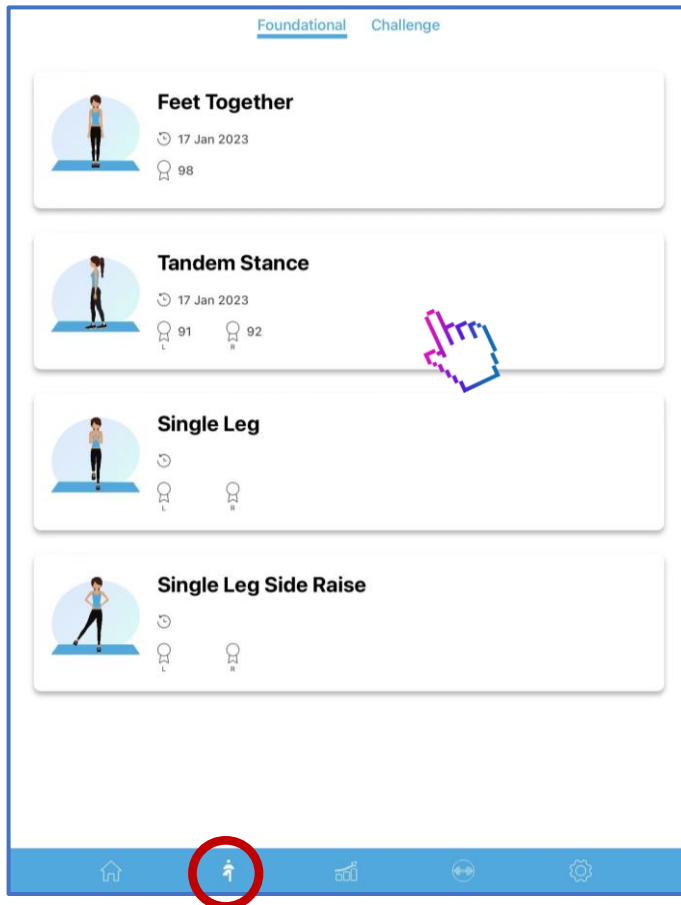 Foundational Challenge
Feet Together
17 Jan 2023
98
Tandem Stance
17 Jan 2023
91 92
L R
Single Leg
L R
Single Leg Side Raise
L R